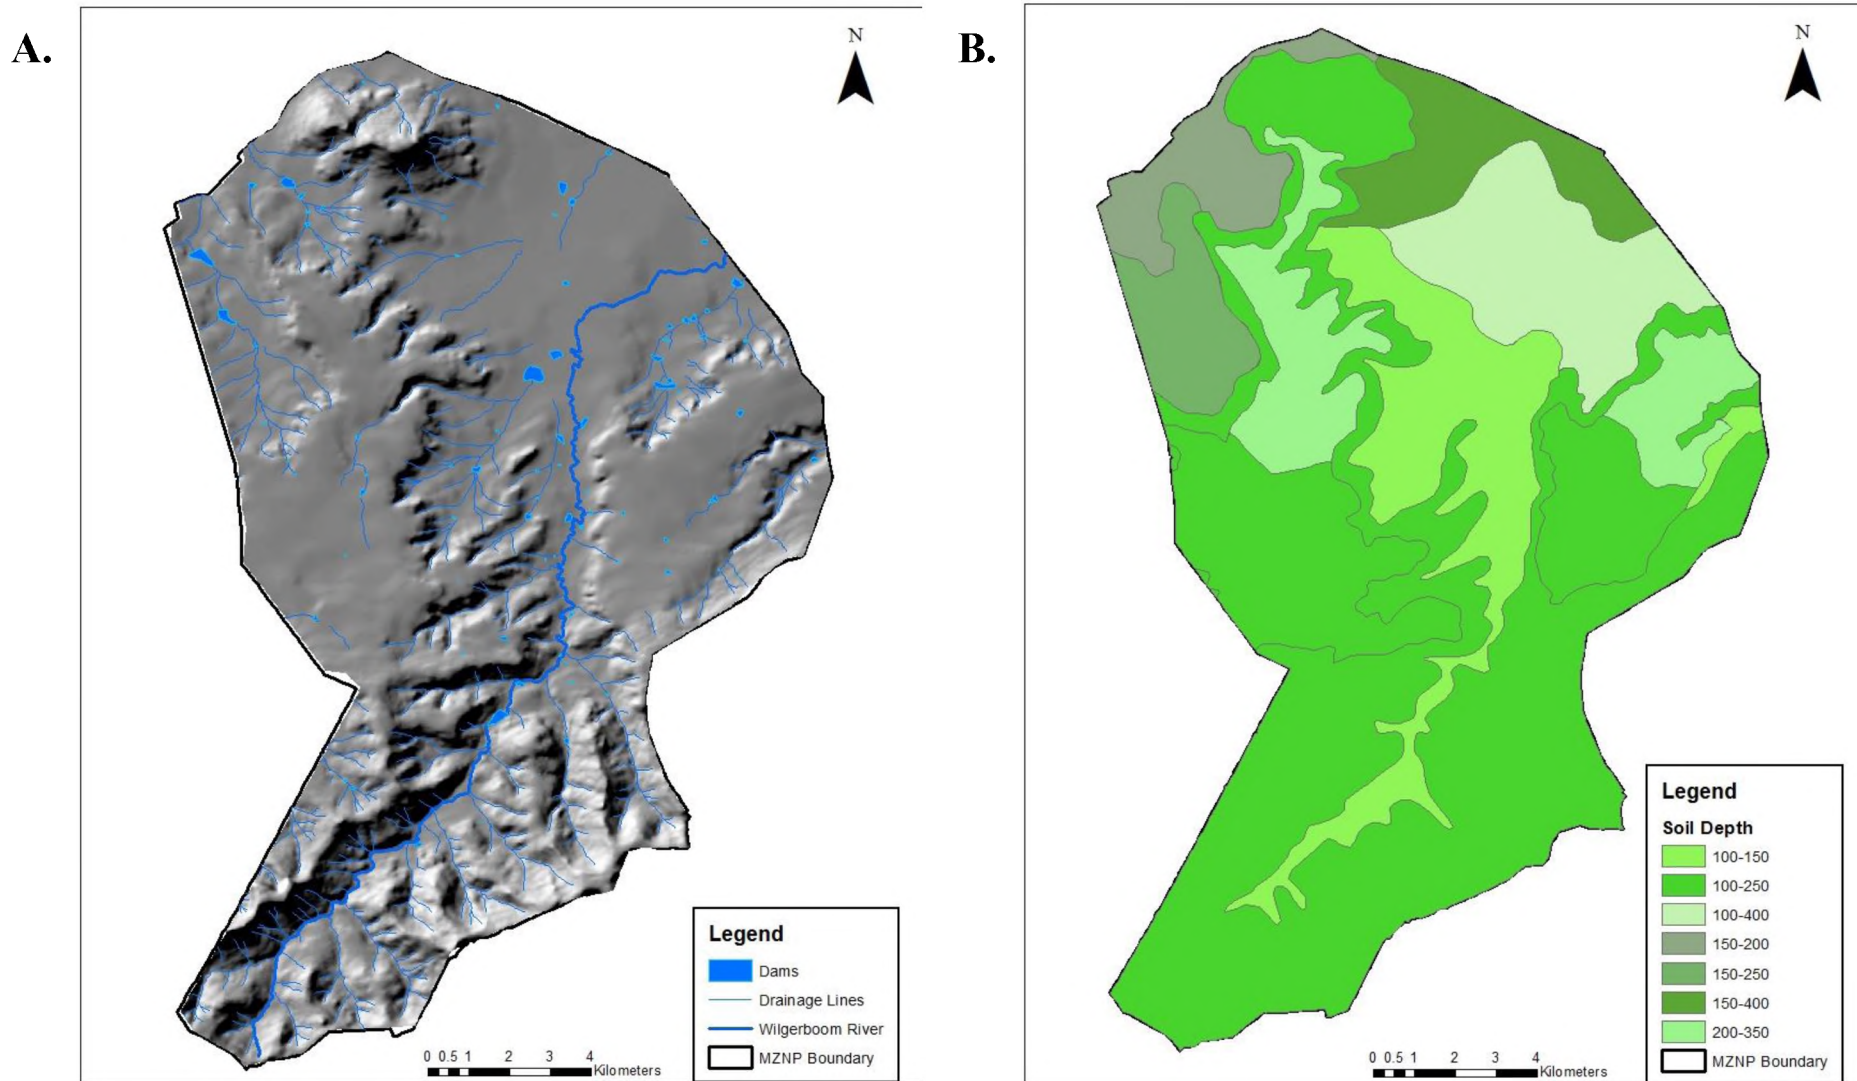 A.
N
Legend
Dams
Drainage Lines
Wilgerboom River
MZNP Boundary
0 0.5 1 2 3 4
Kilometers
B.
N
Legend
Soil Depth
100-150
100-250
100-400
150-200
150-250
150-400
200-350
MZNP Boundary
0 0.5 1 2 3 4
Kilometers